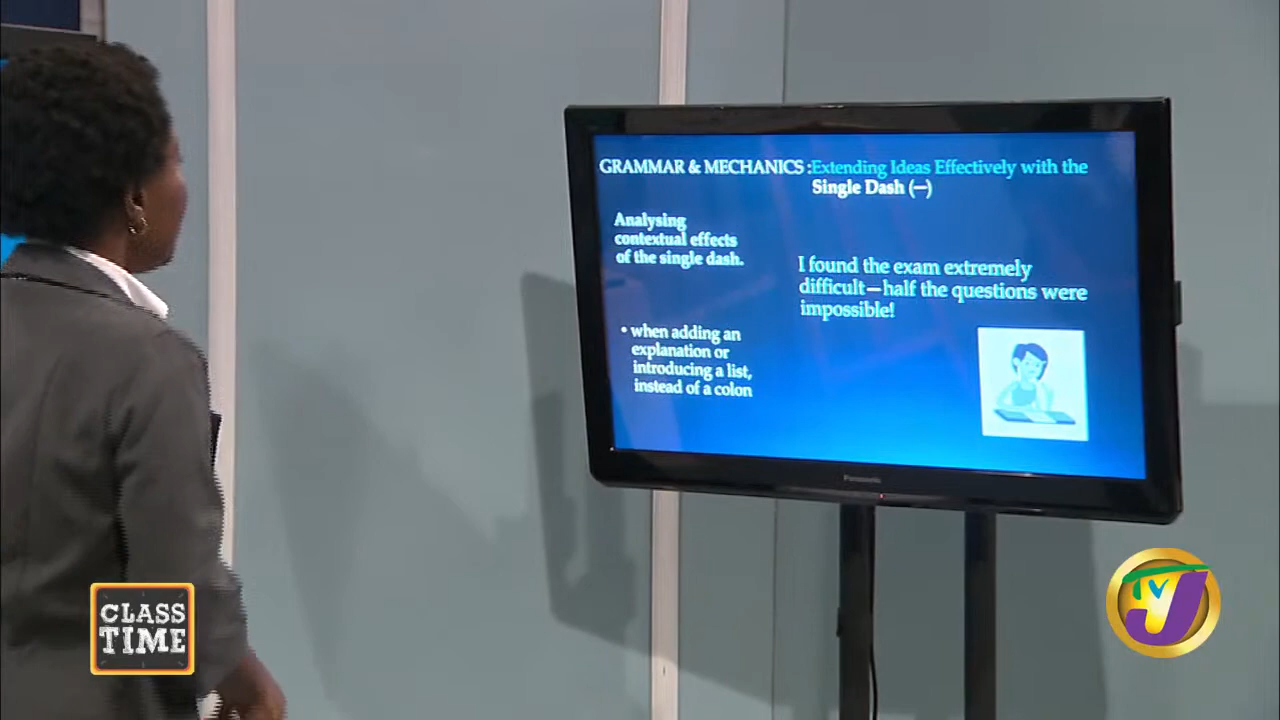 GRAMMAR & MECHANICS :Extending Ideas Effectively with the
Single Dash (—)
Analysing
contextual effects
of the single dash.
I found the exam extremely
difficult—half the questions were
impossible!
• when adding an
explanation or
introducing a list,
instead of a colon
Panasonic
CLASS
TIME
TVJ